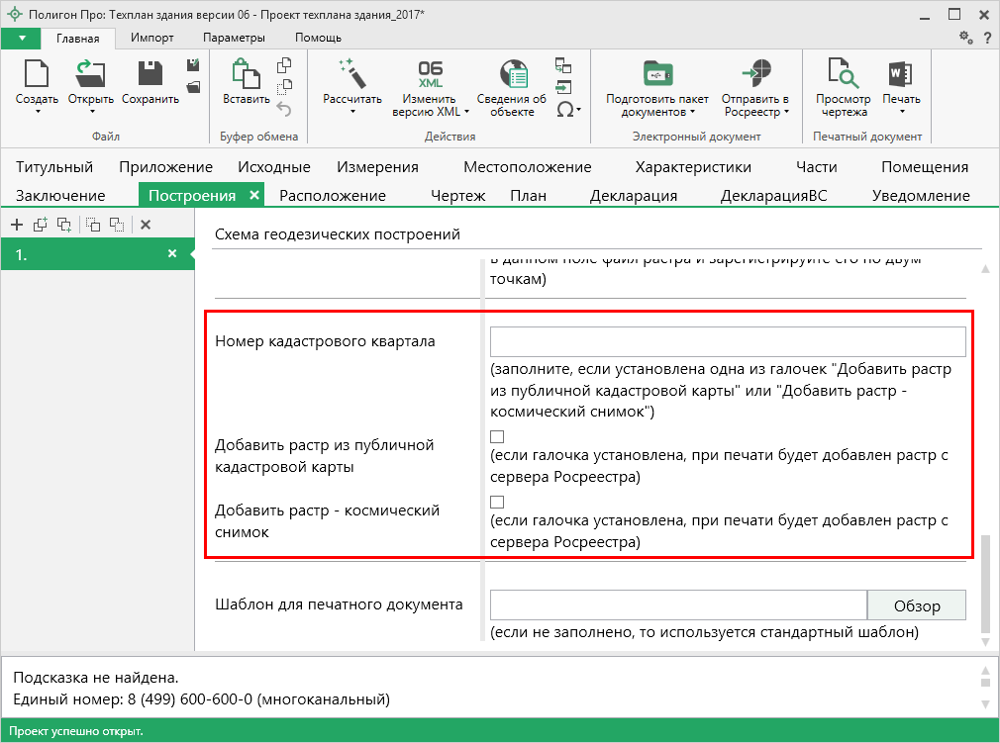 Полигон Про: Техплан здания версии 06 - Проект техплана здания_2017*
Главная Импорт Параметры Помощь
Создать Открыть Сохранить
Файл
Вставить
Буфер обмена
Рассчитать
06
XML
Изменить
версию XML
Сведения об
объекте
Действия
Подготовить пакет
документов
Отправить в
Росреестр
Электронный документ
Просмотр
чертежа
Печать
Печатный документ
Титульный Приложение Исходные Измерения Местоположение Характеристики Части Помещения
Заключение Построения Расположение Чертеж План Декларация ДекларацияВС Уведомление
1.
Схема геодезических построений
в данном поле файл растра и зарегистрируйте его по двум
точкам)
Номер кадастрового квартала
(заполните, если установлена одна из галочек "Добавить растр
из публичной кадастровой карты" или "Добавить растр -
космический снимок")
Добавить растр из публичной
кадастровой карты
(если галочка установлена, при печати будет добавлен растр с
сервера Росреестра)
Добавить растр - космический
снимок
(если галочка установлена, при печати будет добавлен растр с
сервера Росреестра)
Шаблон для печатного документа
Обзор
(если не заполнено, то используется стандартный шаблон)
Подсказка не найдена.
Единый номер: 8 (499) 600-600-0 (многоканальный)
Проект успешно открыт.